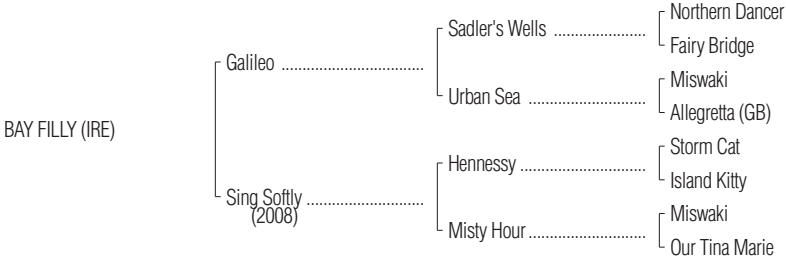 Northern Dancer
Sadler's Wells ......................
Fairy Bridge
Galileo ..................................
Miswaki
Urban Sea ............................
Allegretta (GB)
BAY FILLY (IRE)
Storm Cat
Hennessy ..............................
Island Kitty
Sing Softly ............................
(2008)
Miswaki
Misty Hour............................
Our Tina Marie